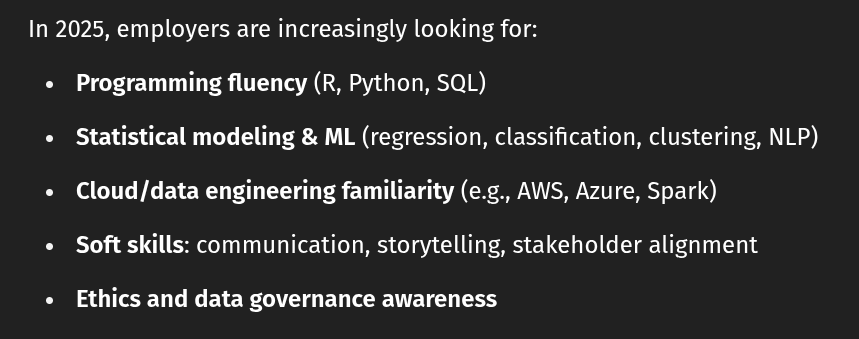 In 2025, employers are increasingly looking for:
• Programming fluency (R, Python, SQL)
• Statistical modeling & ML (regression, classification, clustering, NLP)
• Cloud/data engineering familiarity (e.g., AWS, Azure, Spark)
• Soft skills: communication, storytelling, stakeholder alignment
• Ethics and data governance awareness